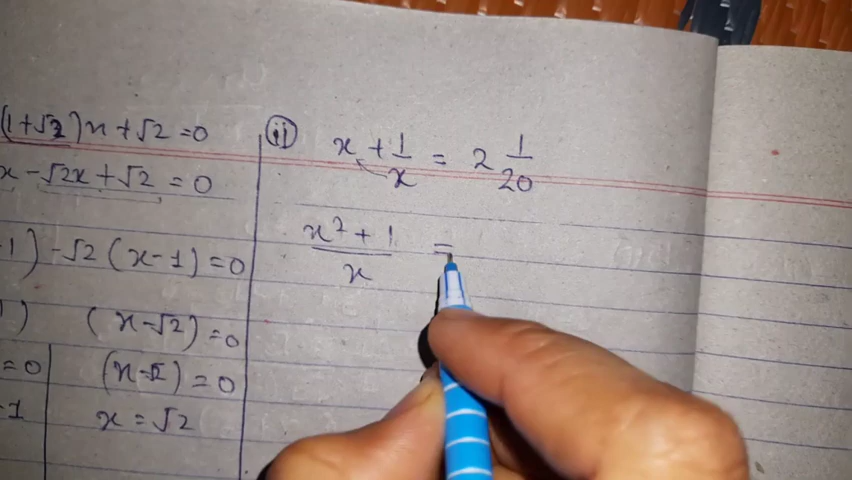 (1+√2)x+√2=0
x-√2x+√2=0
-1)-√2(x-1)=0
) (x-√2)=0
=0 (x-√2)=0
-1 x=√2
(ii) x+1/x = 2 1/20
x²+1/x =